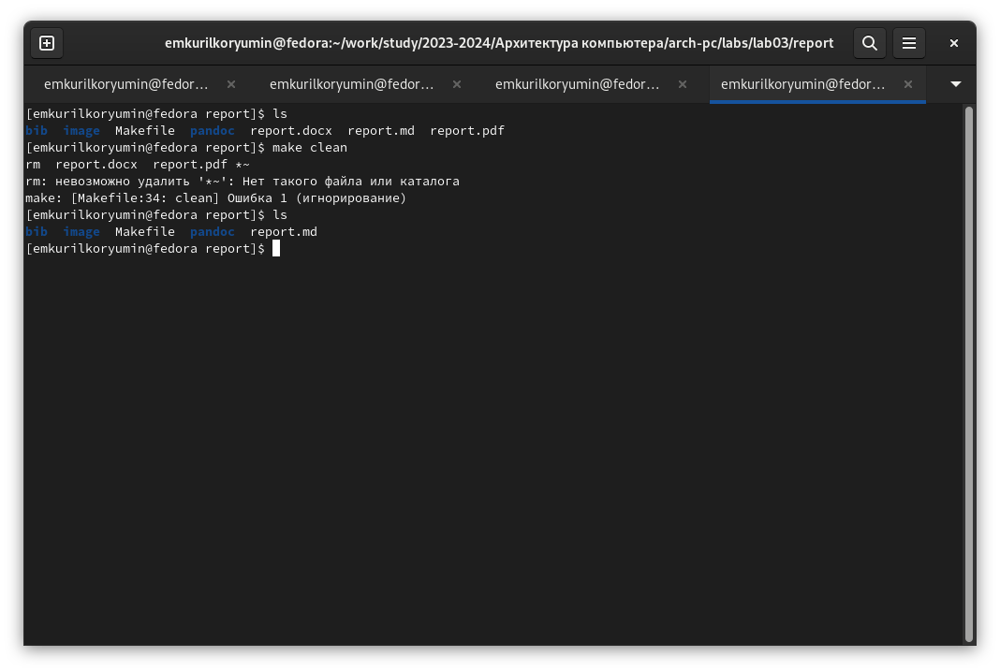 emkurilkoryumin@fedora:~/work/study/2023-2024/Архитектура компьютера/arch-pc/labs/lab03/report
emkurilkoryumin@fedor... emkurilkoryumin@fedor... emkurilkoryumin@fedor... emkurilkoryumin@fedor...
[emkurilkoryumin@fedora report]$ ls
bib  image  Makefile  pandoc  report.docx  report.md  report.pdf
[emkurilkoryumin@fedora report]$ make clean
rm  report.docx  report.pdf *~
rm: невозможно удалить '*~': Нет такого файла или каталога
make: [Makefile:34: clean] Ошибка 1 (игнорирование)
[emkurilkoryumin@fedora report]$ ls
bib  image  Makefile  pandoc  report.md
[emkurilkoryumin@fedora report]$